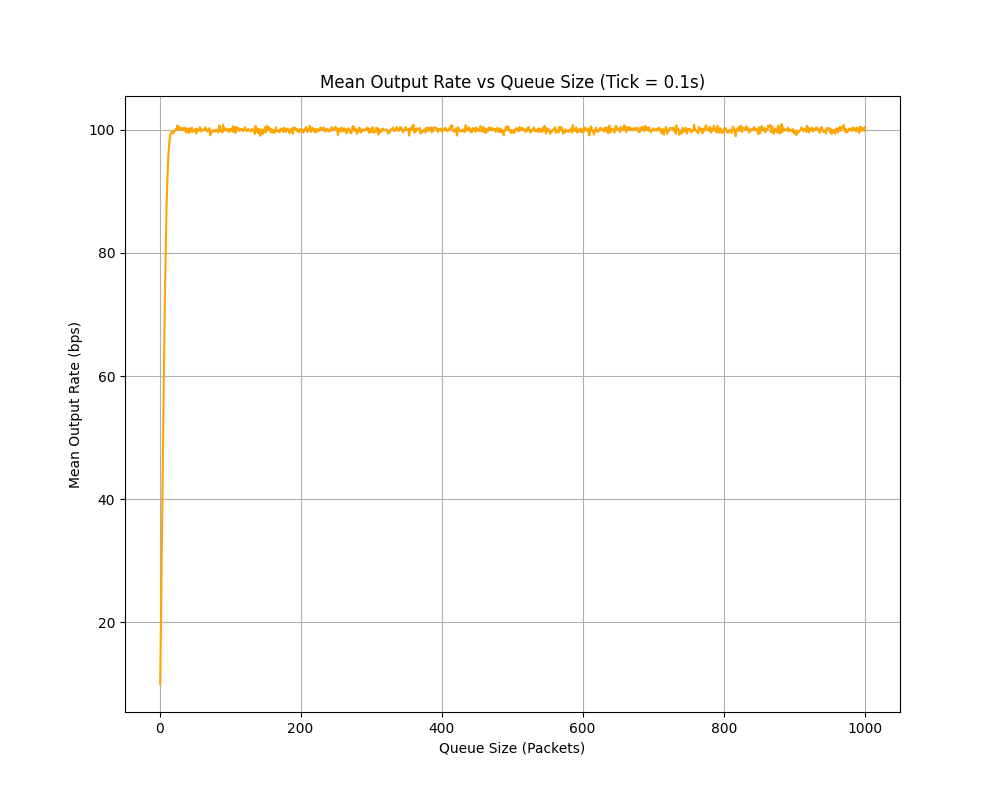 Mean Output Rate vs Queue Size (Tick = 0.1s)
Mean Output Rate (bps)
100
80
60
40
20
0 200 400 600 800 1000
Queue Size (Packets)